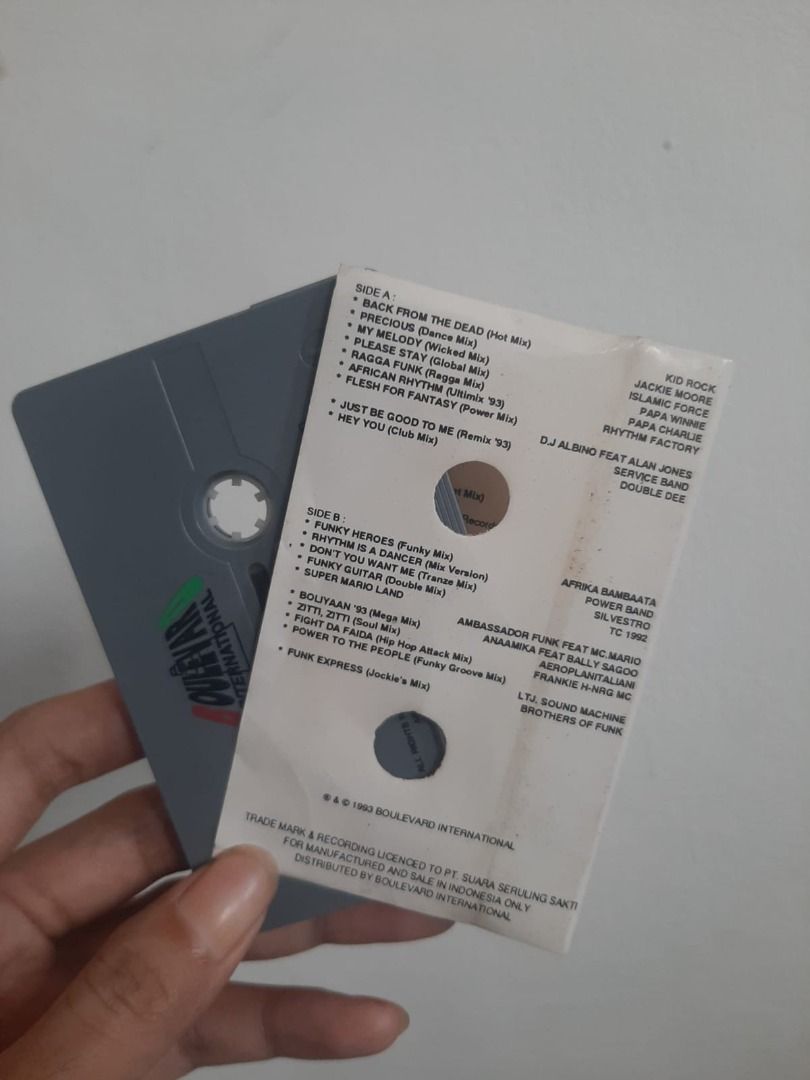 SIDE A :
* BACK FROM THE DEAD (Hot Mix) KID ROCK
* PRECIOUS (Dance Mix) JACKIE MOORE
* MY MELODY (Wicked Mix) ISLAMIC FORCE
* PLEASE STAY (Global Mix) PAPA WINNIE
* RAGGA FUNK (Ragga Mix) PAPA CHARLIE
* AFRICAN RHYTHM (Ultimix '93) RHYTHM FACTORY
* FLESH FOR FANTASY (Power Mix) D.J ALBINO FEAT ALAN JONES
* JUST BE GOOD TO ME (Remix '93) SERVICE BAND
* HEY YOU (Club Mix) DOUBLE DEE
Mix)
SIDE B :
* FUNKY HEROES (Funky Mix) AFRIKA BAMBAATA
* RHYTHM IS A DANCER (Mix Version) POWER BAND
* DON'T YOU WANT ME (Tranze Mix) SILVESTRO
* FUNKY GUITAR (Double Mix) TC 1992
* SUPER MARIO LAND AMBASSADOR FUNK FEAT MC.MARIO
* BOLIYAAN '93 (Mega Mix) ANAAMIKA FEAT BALLY SAGOO
* ZITTI, ZITTI (Soul Mix) AEROPLANITALIANI
* FIGHT DA FAIDA (Hip Hop Attack Mix) FRANKIE H-NRG MC
* POWER TO THE PEOPLE (Funky Groove Mix) LTJ. SOUND MACHINE
* FUNK EXPRESS (Jockie's Mix) BROTHERS OF FUNK
ALL RIGHTS
℗ & © 1993 BOULEVARD INTERNATIONAL
TRADE MARK & RECORDING LICENCED TO PT. SUARA SERULING SAKTI
FOR MANUFACTURED AND SALE IN INDONESIA ONLY
DISTRIBUTED BY BOULEVARD INTERNATIONAL